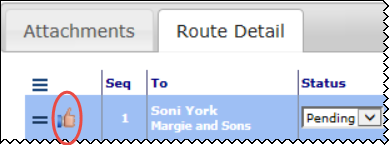 Attachments Route Detail
Seq To Status
1 Soni York Pending
Margie and Sons